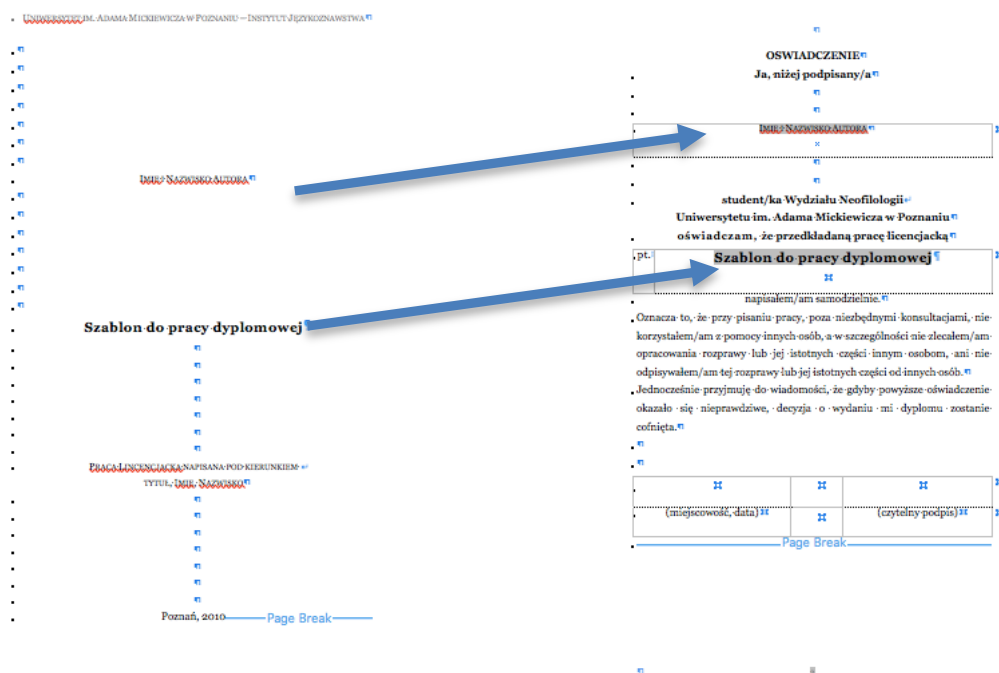 UNIWERSYTET IM. ADAMA MICKIEWICZA W POZNANIU – INSTYTUT JĘZYKOZNAWSTWA
IMIĘ I NAZWISKO AUTORA
Szablon do pracy dyplomowej
PRACA LINCENCJACKA NAPISANA POD KIERUNKIEM
TYTUŁ, IMIĘ, NAZWISKO
Poznań, 2010
Page Break
OSWIADCZENIE
Ja, niżej podpisany/a
IMIĘ I NAZWISKO AUTORA
student/ka Wydziału Neofilologii
Uniwersytetu im. Adama Mickiewicza w Poznaniu
oświadczam, że przedkładaną pracę licencjacką
pt. Szablon do pracy dyplomowej
napisałem/am samodzielnie.
Oznacza to, że przy pisaniu pracy, poza niezbędnymi konsultacjami, nie
korzystałem/am z pomocy innych osób, a w szczególności nie zlecałem/am
opracowania rozprawy lub jej istotnych części innym osobom, ani nie
odpisywałem/am tej rozprawy lub jej istotnych części od innych osób.
Jednocześnie przyjmuję do wiadomości, że gdyby powyższe oświadczenie
okazało się nieprawdziwe, decyzja o wydaniu mi dyplomu zostanie
cofnięta.
(miejscowość, data) (czytelny podpis)
Page Break